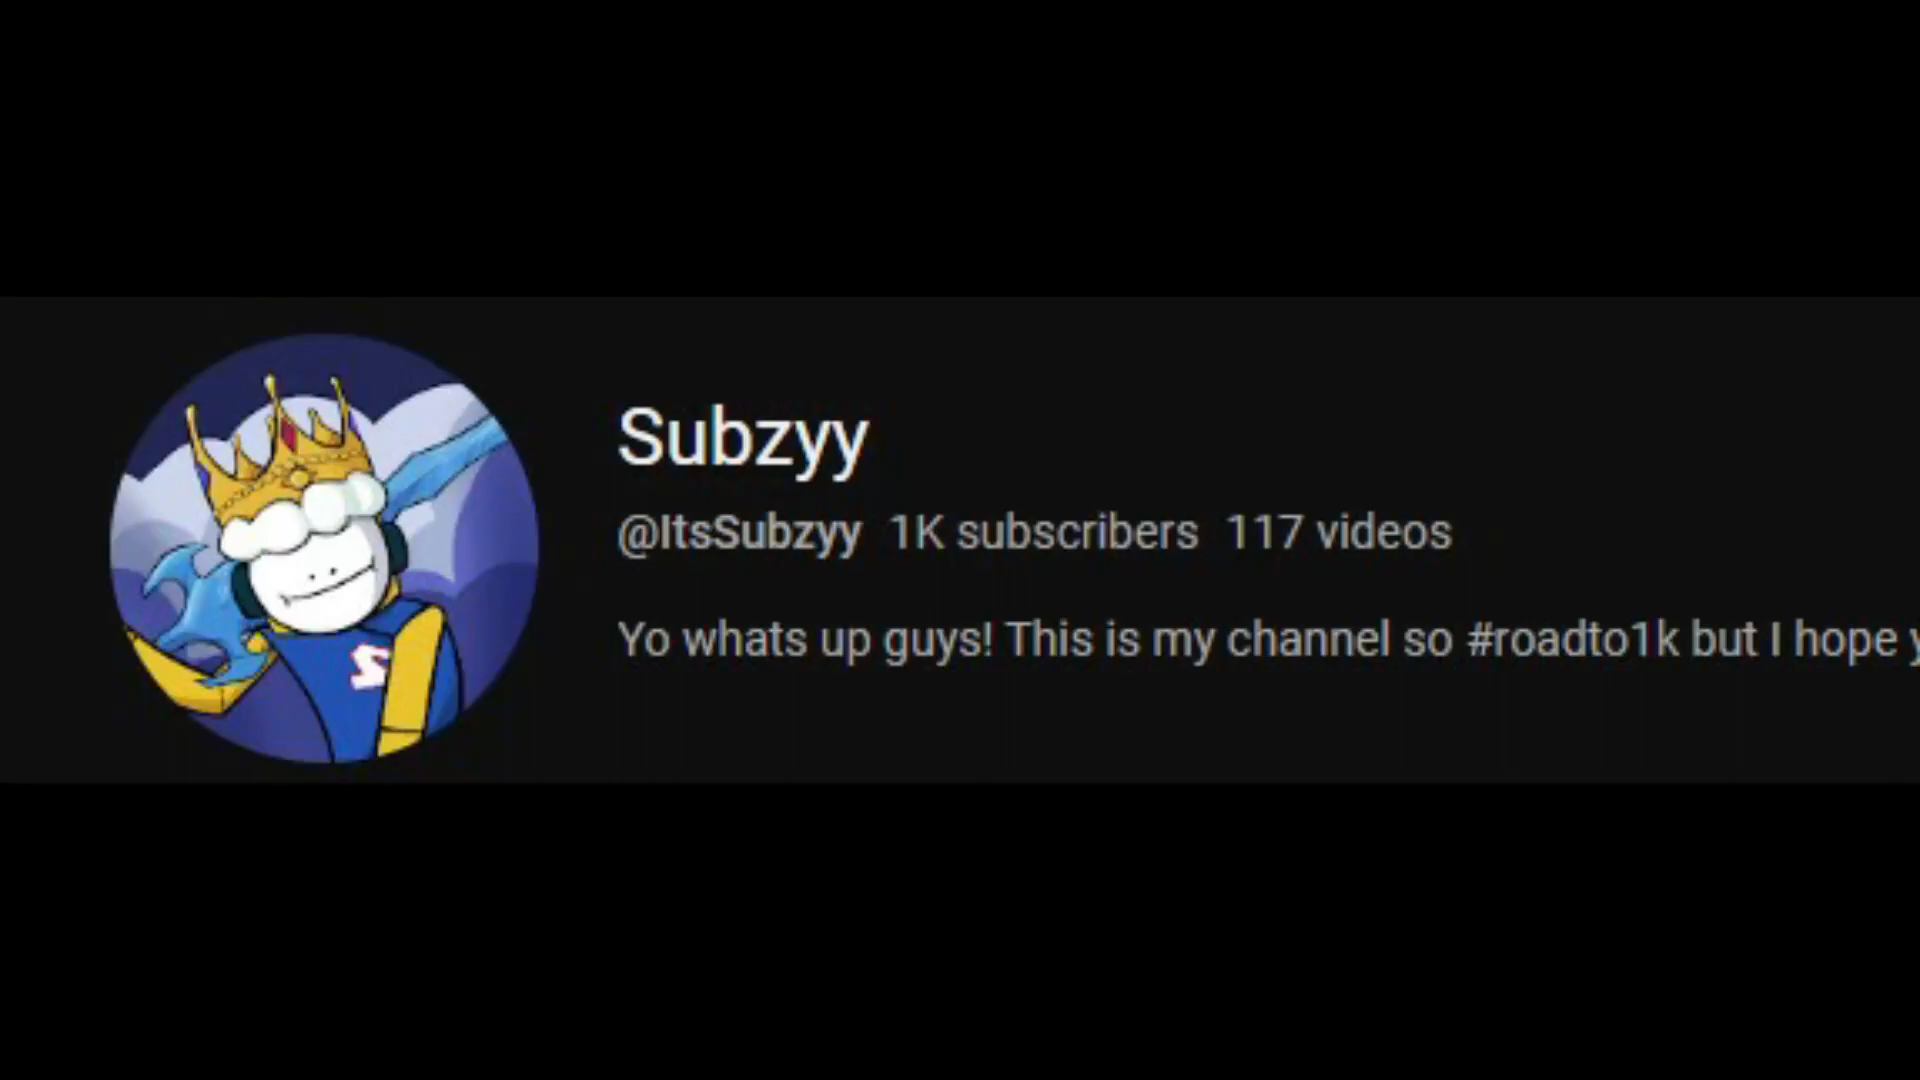 Subzyy
@ItsSubzyy 1K subscribers 117 videos
Yo whats up guys! This is my channel so #roadto1k but I hope